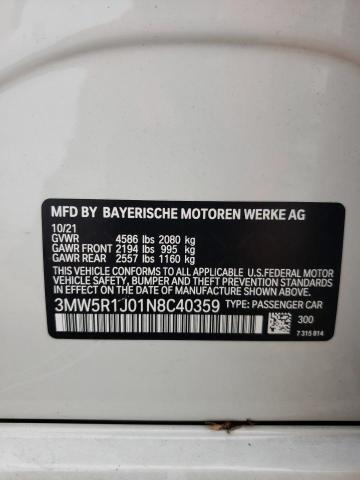 MFD BY BAYERISCHE MOTOREN WERKE AG
10/21
GVWR 4586 lbs 2080 kg
GAWR FRONT 2194 lbs 995 kg
GAWR REAR 2557 lbs 1160 kg
THIS VEHICLE CONFORMS TO ALL APPLICABLE U.S.FEDERAL MOTOR
VEHICLE SAFETY, BUMPER AND THEFT PREVENTION STANDARDS
IN EFFECT ON THE DATE OF MANUFACTURE SHOWN ABOVE.
3MW5R1J01N8C40359 TYPE: PASSENGER CAR
300
7 315 814